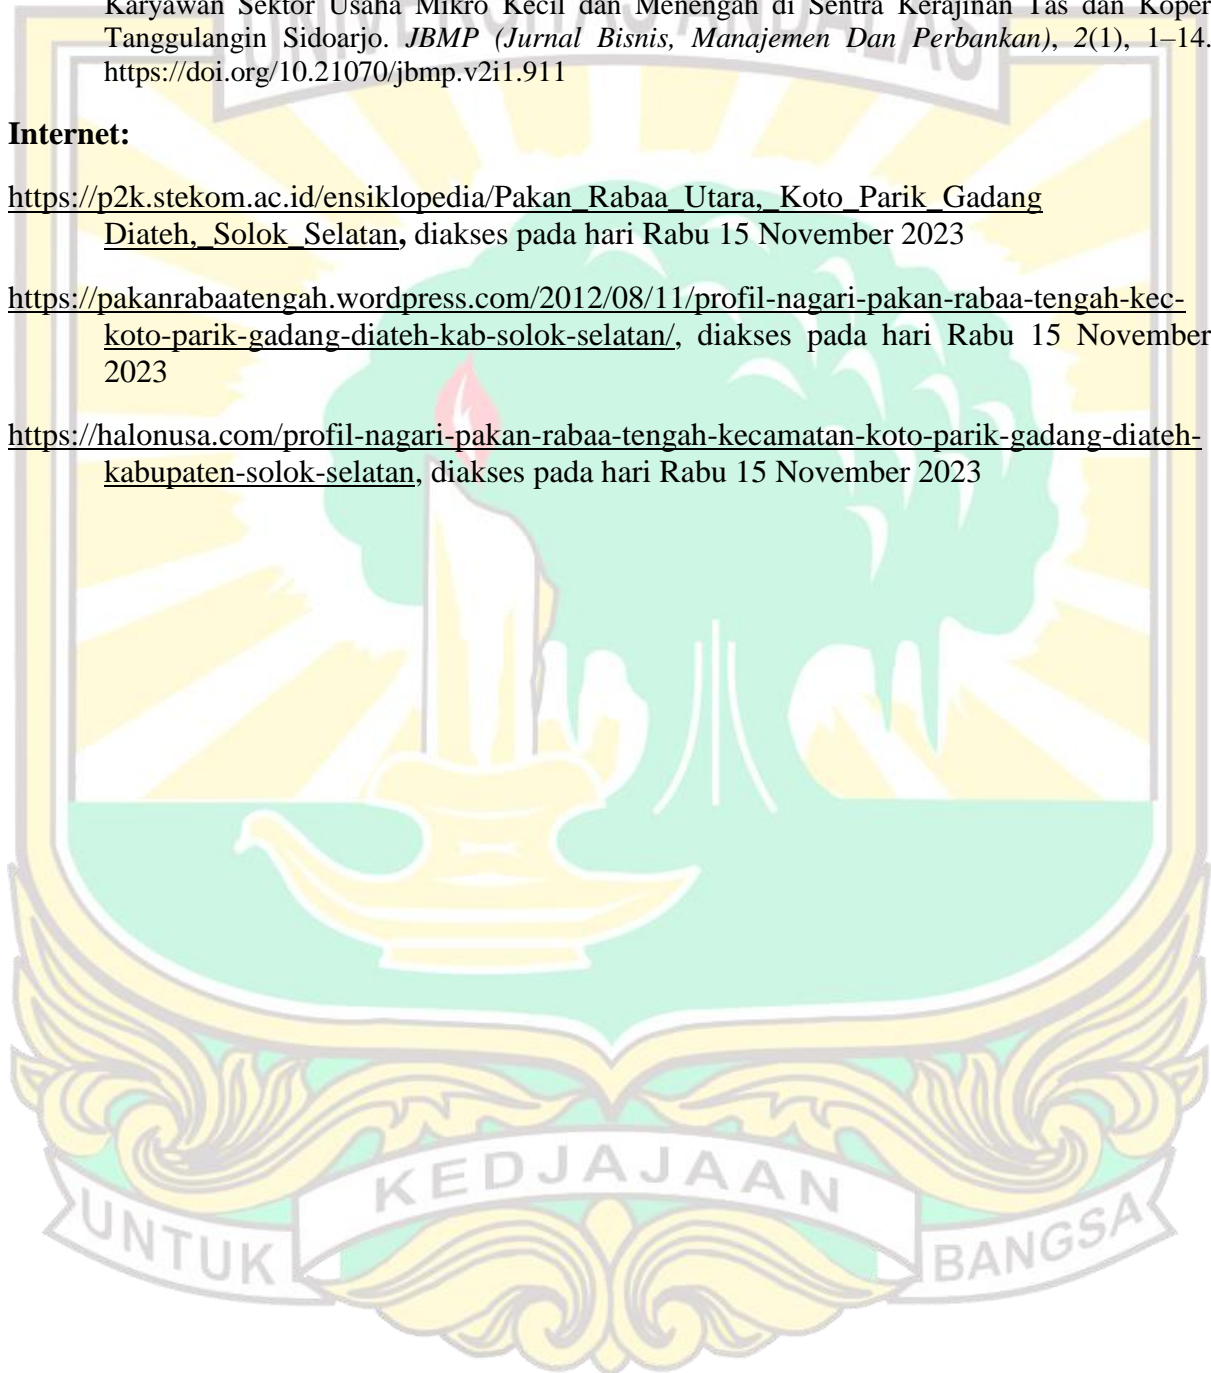 UNIVERSITAS ANDALAS
Karyawan Sektor Usaha Mikro Kecil dan Menengah di Sentra Kerajinan Tas dan Koper
Tanggulangin Sidoarjo. JBMP (Jurnal Bisnis, Manajemen Dan Perbankan), 2(1), 1–14.
https://doi.org/10.21070/jbmp.v2i1.911
Internet:
https://p2k.stekom.ac.id/ensiklopedia/Pakan_Rabaa_Utara,_Koto_Parik_Gadang
Diateh,_Solok_Selatan, diakses pada hari Rabu 15 November 2023
https://pakanrabaatengah.wordpress.com/2012/08/11/profil-nagari-pakan-rabaa-tengah-kec-
koto-parik-gadang-diateh-kab-solok-selatan/, diakses pada hari Rabu 15 November
2023
https://halonusa.com/profil-nagari-pakan-rabaa-tengah-kecamatan-koto-parik-gadang-diateh-
kabupaten-solok-selatan, diakses pada hari Rabu 15 November 2023
UNTUK KEDJAJAAN BANGSA